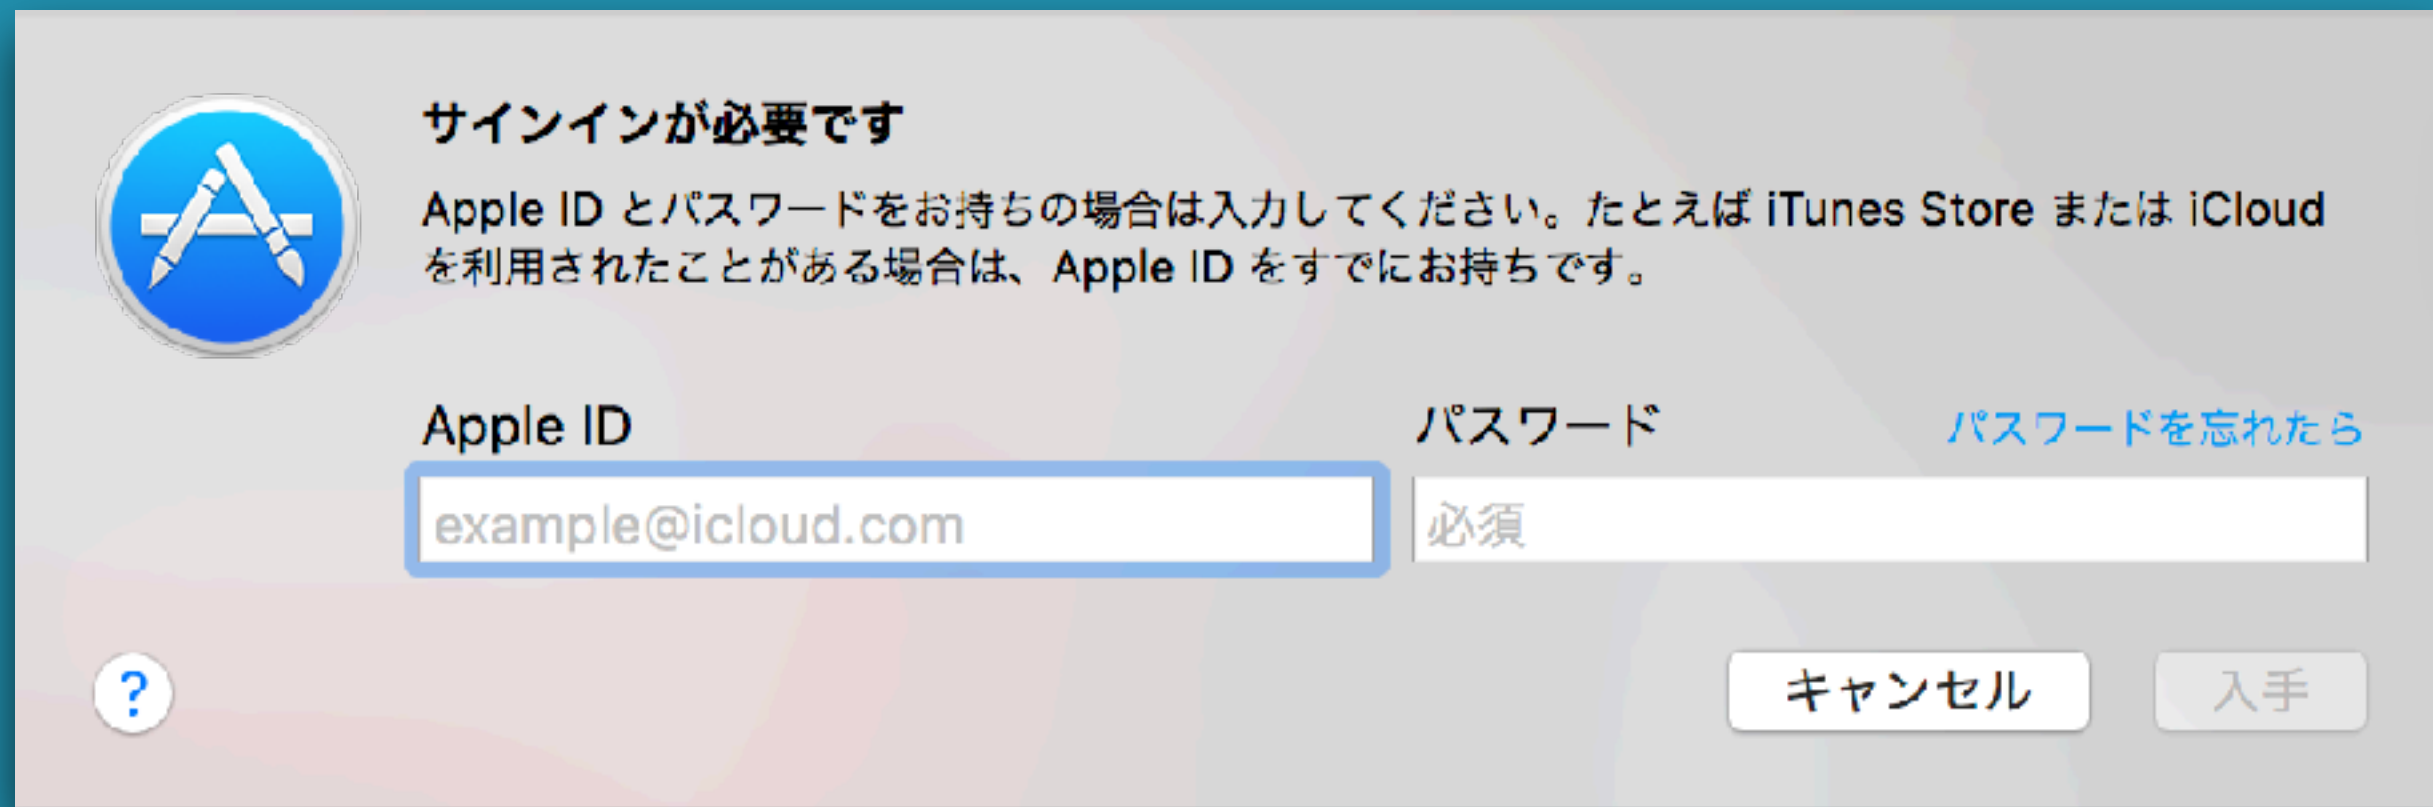 サインインが必要です
Apple ID とパスワードをお持ちの場合は入力してください。たとえば iTunes Store または iCloud
を利用されたことがある場合は、Apple ID をすでにお持ちです。
Apple ID
パスワード
パスワードを忘れたら
example@icloud.com
必須
?
キャンセル
入手